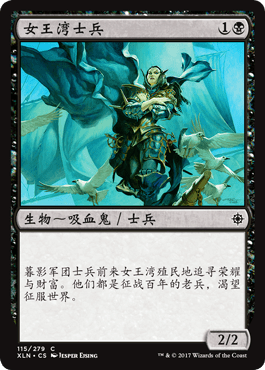 女王湾士兵 1
生物～吸血鬼 / 士兵
暮影军团士兵前来女王湾殖民地追寻荣耀
与财富。他们都是征战百年的老兵，渴望
征服世界。
2/2
115/279 C
XLN • CS Jesper Ejsing
™ & © 2017 Wizards of the Coast